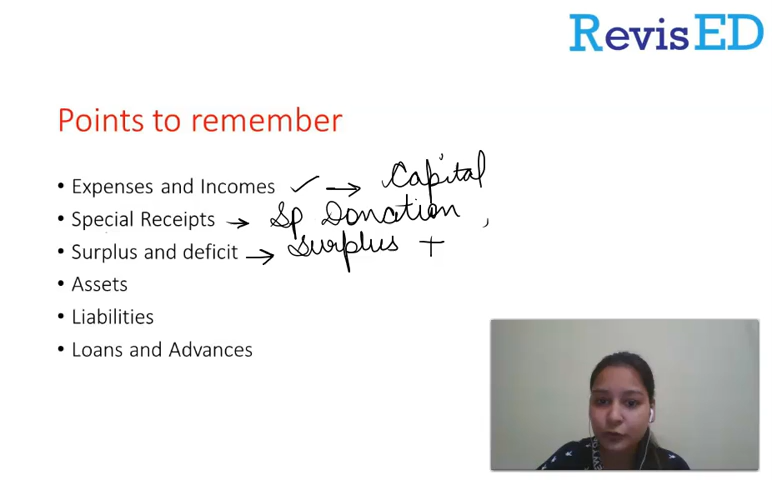 RevisED
Points to remember
• Expenses and Incomes ✓ → Capital
• Special Receipts → Sp Donation ,
• Surplus and deficit → Surplus +
• Assets
• Liabilities
• Loans and Advances